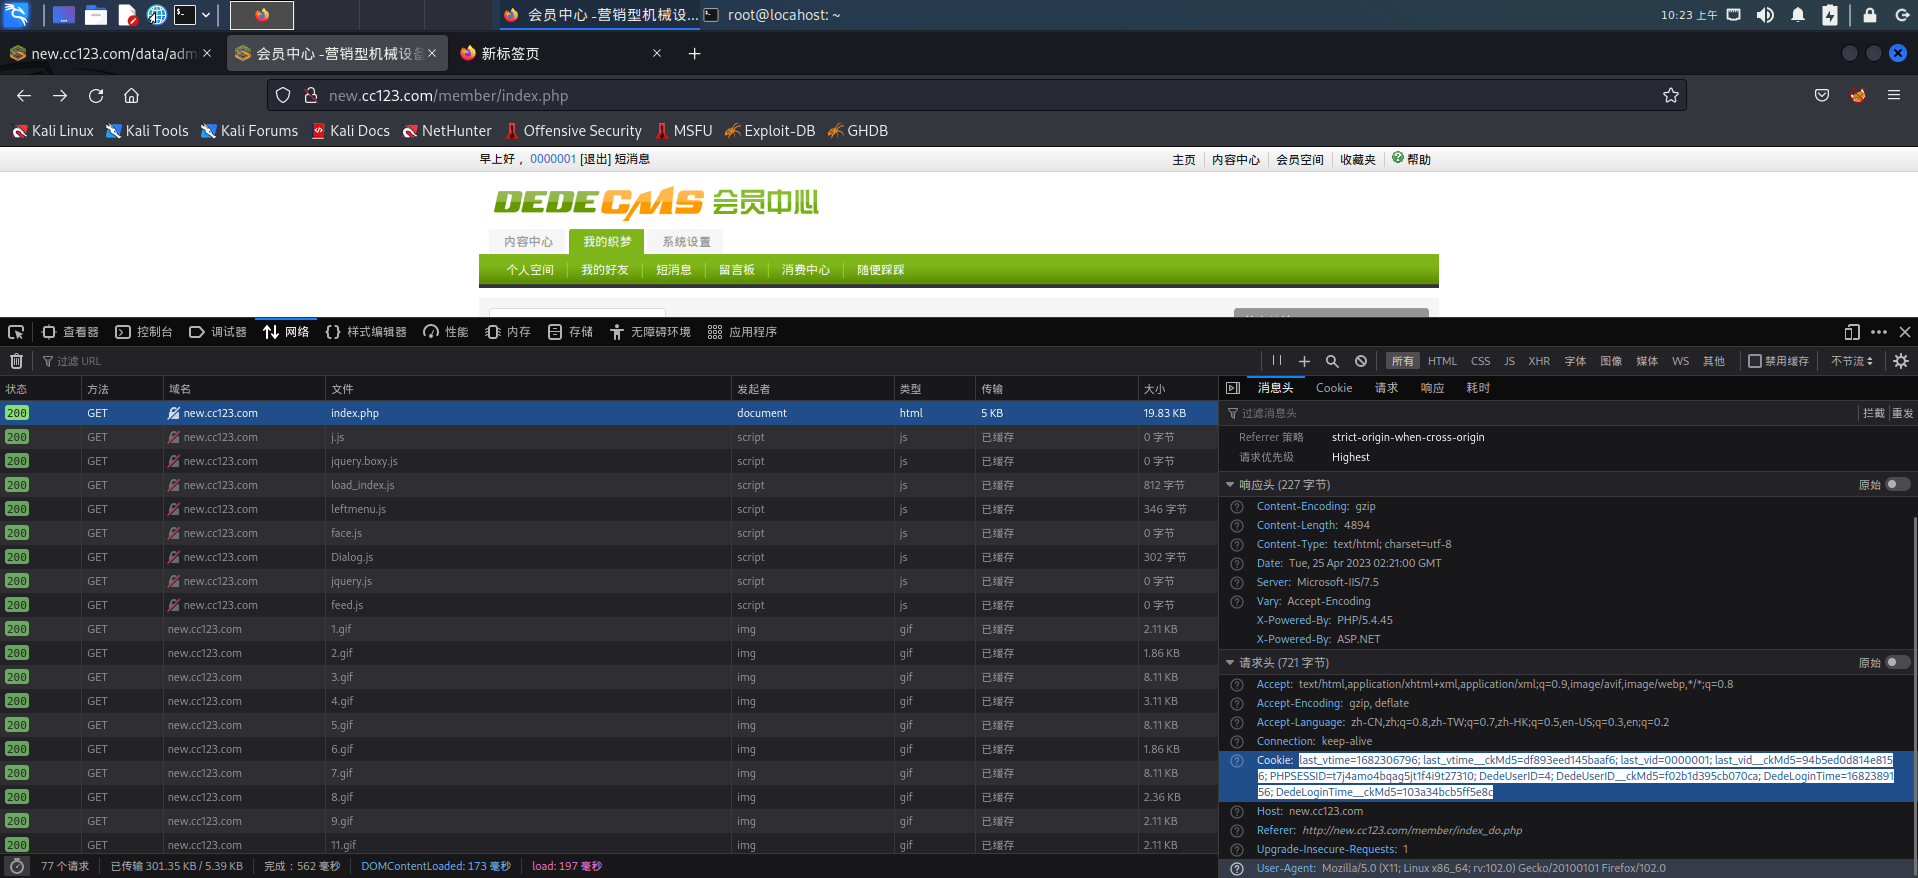 会员中心 -营销型机械设...
root@locahost: ~
10:23 上午
new.cc123.com/data/adm
会员中心 -营销型机械设备
新标签页
new.cc123.com/member/index.php
Kali Linux
Kali Tools
Kali Forums
Kali Docs
NetHunter
Offensive Security
MSFU
Exploit-DB
GHDB
早上好， 0000001 [退出] 短消息
主页
内容中心
会员空间
收藏夹
帮助
DEDECMS 会员中心
内容中心
我的织梦
系统设置
个人空间
我的好友
短消息
留言板
消费中心
随便踩踩
查看器
控制台
调试器
网络
样式编辑器
性能
内存
存储
无障碍环境
应用程序
过滤 URL
所有
HTML
CSS
JS
XHR
字体
图像
媒体
WS
其他
禁用缓存
不节流
状态 方法 域名 文件 发起者 类型 传输 大小
200 GET new.cc123.com index.php document html 5 KB 19.83 KB
200 GET new.cc123.com j.js script js 已缓存 0 字节
200 GET new.cc123.com jquery.boxy.js script js 已缓存 0 字节
200 GET new.cc123.com load_index.js script js 已缓存 812 字节
200 GET new.cc123.com leftmenu.js script js 已缓存 346 字节
200 GET new.cc123.com face.js script js 已缓存 0 字节
200 GET new.cc123.com Dialog.js script js 已缓存 302 字节
200 GET new.cc123.com jquery.js script js 已缓存 0 字节
200 GET new.cc123.com feed.js script js 已缓存 0 字节
200 GET new.cc123.com 1.gif img gif 已缓存 2.11 KB
200 GET new.cc123.com 2.gif img gif 已缓存 1.86 KB
200 GET new.cc123.com 3.gif img gif 已缓存 8.11 KB
200 GET new.cc123.com 4.gif img gif 已缓存 3.11 KB
200 GET new.cc123.com 5.gif img gif 已缓存 8.11 KB
200 GET new.cc123.com 6.gif img gif 已缓存 1.86 KB
200 GET new.cc123.com 7.gif img gif 已缓存 8.11 KB
200 GET new.cc123.com 8.gif img gif 已缓存 2.36 KB
200 GET new.cc123.com 9.gif img gif 已缓存 2.11 KB
200 GET new.cc123.com 11.gif img gif 已缓存 2.11 KB
77 个请求
已传输 301.35 KB / 5.39 KB
完成：562 毫秒
DOMContentLoaded: 173 毫秒
load: 197 毫秒
消息头
Cookie
请求
响应
耗时
过滤消息头
拦截
重发
Referrer 策略 strict-origin-when-cross-origin
请求优先级 Highest
响应头 (227 字节)
原始
Content-Encoding: gzip
Content-Length: 4894
Content-Type: text/html; charset=utf-8
Date: Tue, 25 Apr 2023 02:21:00 GMT
Server: Microsoft-IIS/7.5
Vary: Accept-Encoding
X-Powered-By: PHP/5.4.45
X-Powered-By: ASP.NET
请求头 (721 字节)
原始
Accept: text/html,application/xhtml+xml,application/xml;q=0.9,image/avif,image/webp,*/*;q=0.8
Accept-Encoding: gzip, deflate
Accept-Language: zh-CN,zh;q=0.8,zh-TW;q=0.7,zh-HK;q=0.5,en-US;q=0.3,en;q=0.2
Connection: keep-alive
Cookie: last_vtime=1682306796; last_vtime__ckMd5=df893eed145baaf6; last_vid=0000001; last_vid__ckMd5=94b5ed0d814e815
6; PHPSESSID=t7j4amo4bqag5jt1f4i9t27310; DedeUserID=4; DedeUserID__ckMd5=f02b1d395cb070ca; DedeLoginTime=16823891
56; DedeLoginTime__ckMd5=103a34bcb5ff5e8c
Host: new.cc123.com
Referer: http://new.cc123.com/member/index_do.php
Upgrade-Insecure-Requests: 1
User-Agent: Mozilla/5.0 (X11; Linux x86_64; rv:102.0) Gecko/20100101 Firefox/102.0